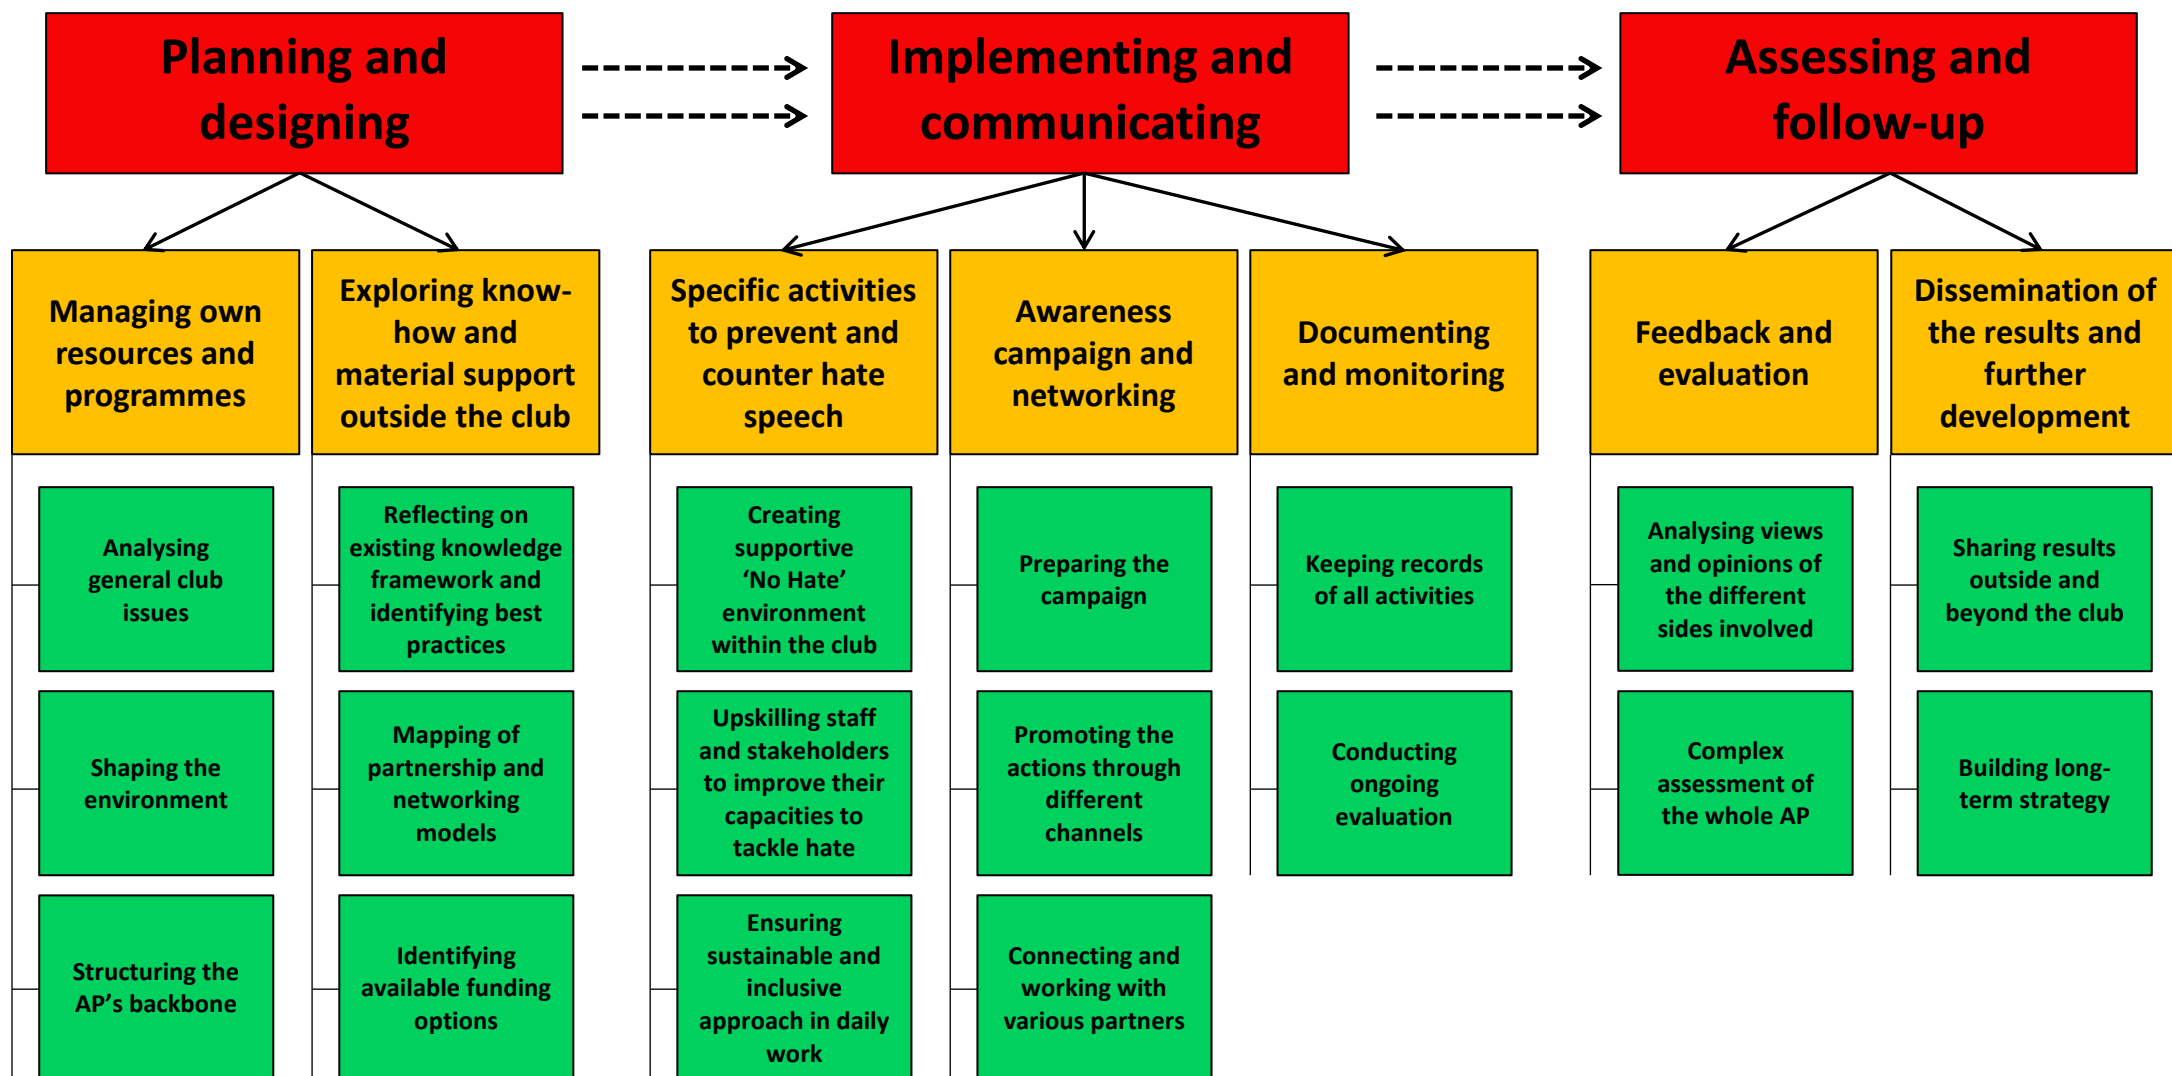 Planning and
designing
Implementing and
communicating
Assessing and
follow-up
Managing own
resources and
programmes
Exploring know-
how and
material support
outside the club
Specific activities
to prevent and
counter hate
speech
Awareness
campaign and
networking
Documenting
and monitoring
Feedback and
evaluation
Dissemination of
the results and
further
development
Analysing
general club
issues
Reflecting on
existing knowledge
framework and
identifying best
practices
Creating
supportive
‘No Hate’
environment
within the club
Preparing the
campaign
Keeping records
of all activities
Analysing views
and opinions of
the different
sides involved
Sharing results
outside and
beyond the club
Shaping the
environment
Mapping of
partnership and
networking
models
Upskilling staff
and stakeholders
to improve their
capacities to
tackle hate
Promoting the
actions through
different
channels
Conducting
ongoing
evaluation
Complex
assessment of
the whole AP
Building long-
term strategy
Structuring the
AP’s backbone
Identifying
available funding
options
Ensuring
sustainable and
inclusive
approach in daily
work
Connecting and
working with
various partners